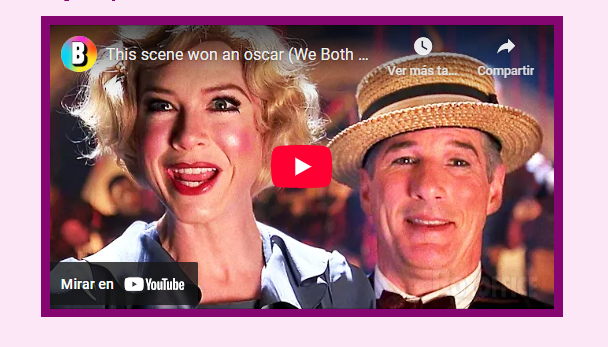 B
This scene won an oscar (We Both ...
Ver más ta...
Compartir
Mirar en YouTube